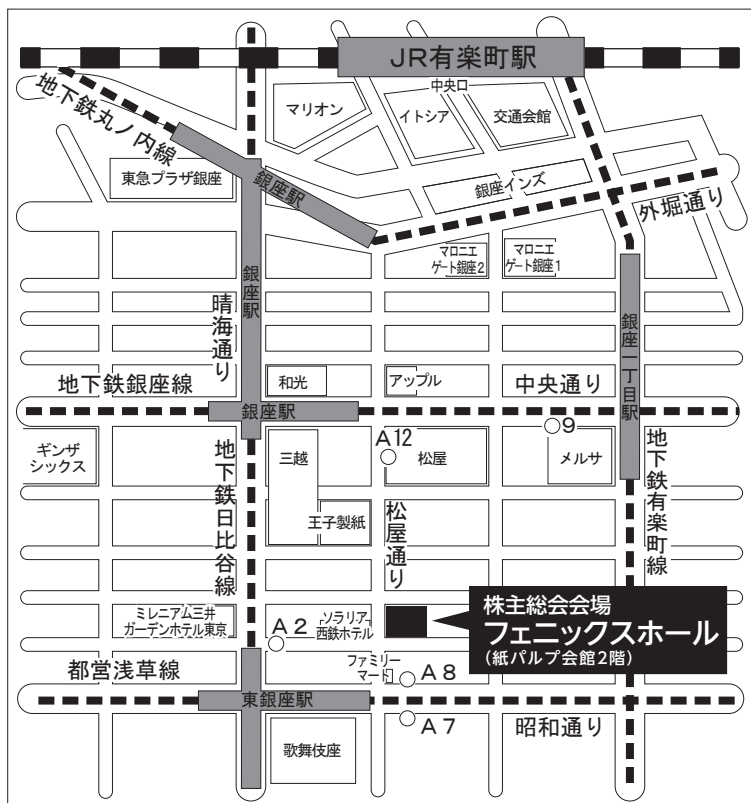 JR有楽町駅
中央口
地下鉄丸ノ内線
マリオン
イトシア
交通会館
東急プラザ銀座
銀座駅
銀座インズ
外堀通り
マロニエ
ゲート銀座2
マロニエ
ゲート銀座1
銀座駅
晴海通り
銀座一丁目駅
地下鉄銀座線
和光
アップル
中央通り
銀座駅
9
ギンザ
シックス
三越
A12
松屋
メルサ
地下鉄日比谷線
王子製紙
松屋通り
地下鉄有楽町線
株主総会会場
フェニックスホール
(紙パルプ会館2階)
ミレニアム三井
ガーデンホテル東京
A2
ソラリア
西鉄ホテル
ファミリー
マート
A8
都営浅草線
東銀座駅
A7
昭和通り
歌舞伎座